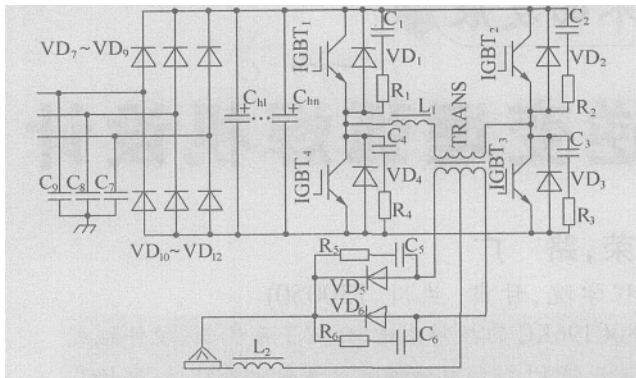 C₁
C₂
IGBT₁
IGBT₂
VD₇~VD₉
VD₁
VD₂
R₁
R₂
L₁
TRANS
+C_h1
···
+C_hn
IGBT₄
C₄
IGBT₃
C₃
VD₄
VD₃
C₉
C₈
C₇
R₄
R₃
VD₁₀~VD₁₂
R₅
C₅
VD₅
VD₆
R₆
C₆
L₂